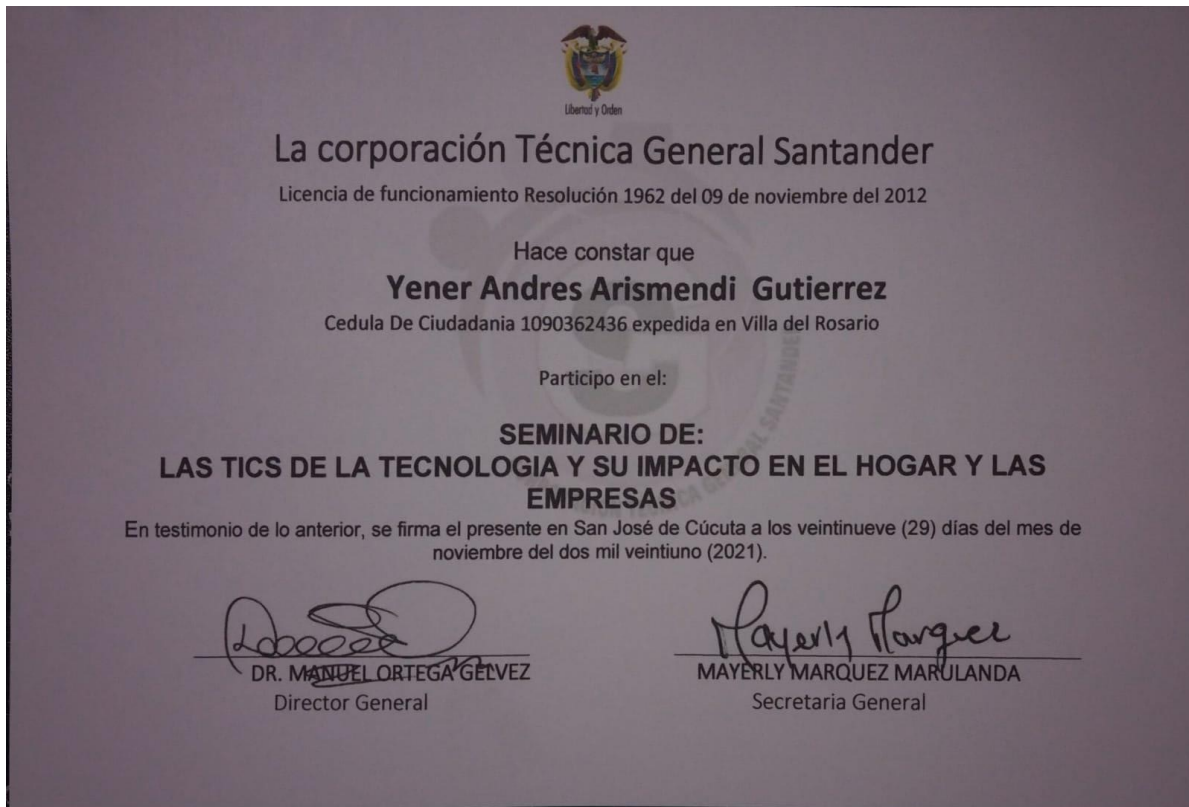 Libertad y Orden
La corporación Técnica General Santander
Licencia de funcionamiento Resolución 1962 del 09 de noviembre del 2012
Hace constar que
Yener Andres Arismendi Gutierrez
Cedula De Ciudadania 1090362436 expedida en Villa del Rosario
Participo en el:
SEMINARIO DE:
LAS TICS DE LA TECNOLOGIA Y SU IMPACTO EN EL HOGAR Y LAS
EMPRESAS
En testimonio de lo anterior, se firma el presente en San José de Cúcuta a los veintinueve (29) días del mes de
noviembre del dos mil veintiuno (2021).
Mayerly Marquez
DR. MANUEL ORTEGA GELVEZ
Director General
MAYERLY MARQUEZ MARULANDA
Secretaria General